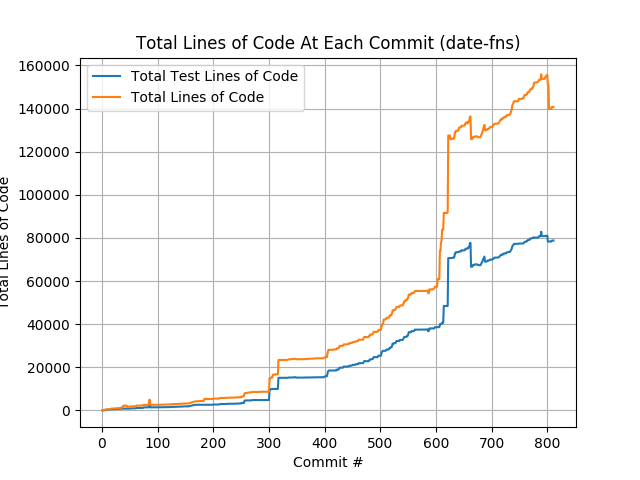 Total Lines of Code At Each Commit (date-fns)
Total Test Lines of Code
Total Lines of Code
160000
140000
120000
100000
80000
60000
40000
20000
0
Total Lines of Code
0 100 200 300 400 500 600 700 800
Commit #